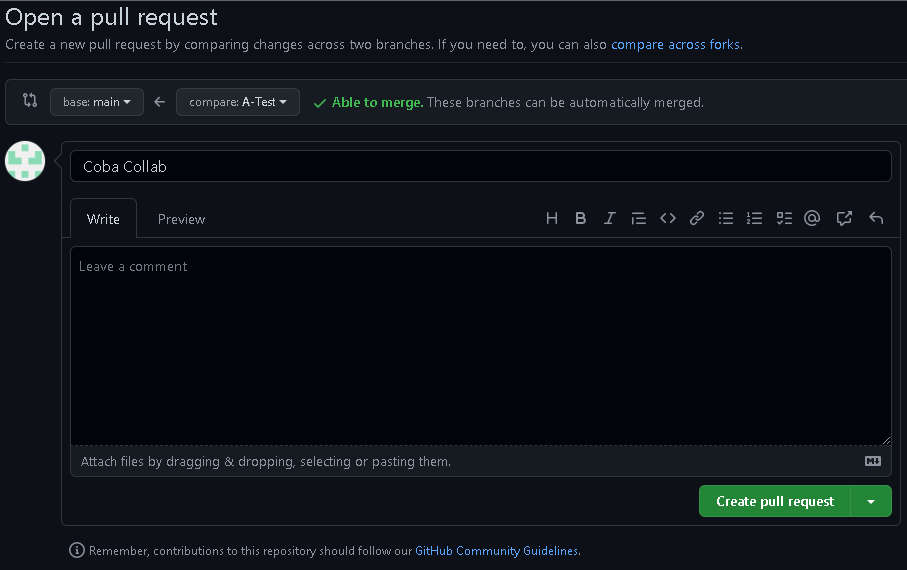 Open a pull request
Create a new pull request by comparing changes across two branches. If you need to, you can also compare across forks.
base: main compare: A-Test Able to merge. These branches can be automatically merged.
Coba Collab
Write Preview H B I @
Leave a comment
Attach files by dragging & dropping, selecting or pasting them.
Create pull request
Remember, contributions to this repository should follow our GitHub Community Guidelines.